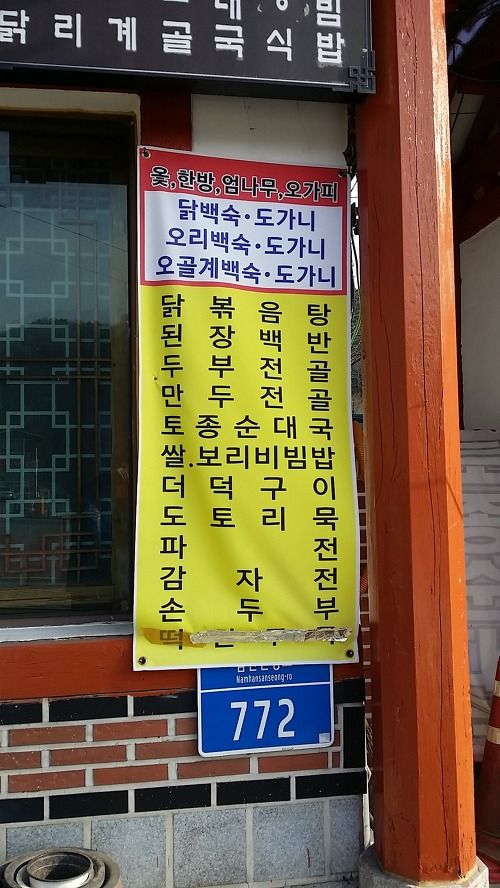 닭 리 계 골 국 식 밥
옻,한방,엄나무,오가피
닭백숙·도가니
오리백숙·도가니
오골계백숙·도가니
닭 볶 음 탕
된 장 백 반
두 부 전 골
만 두 전 골
토 종 순 대 국
쌀.보리비빔밥
더 덕 구 이
도 토 리 묵
파 전
감 자 전
손 두 부
Namhansanseong-ro
772